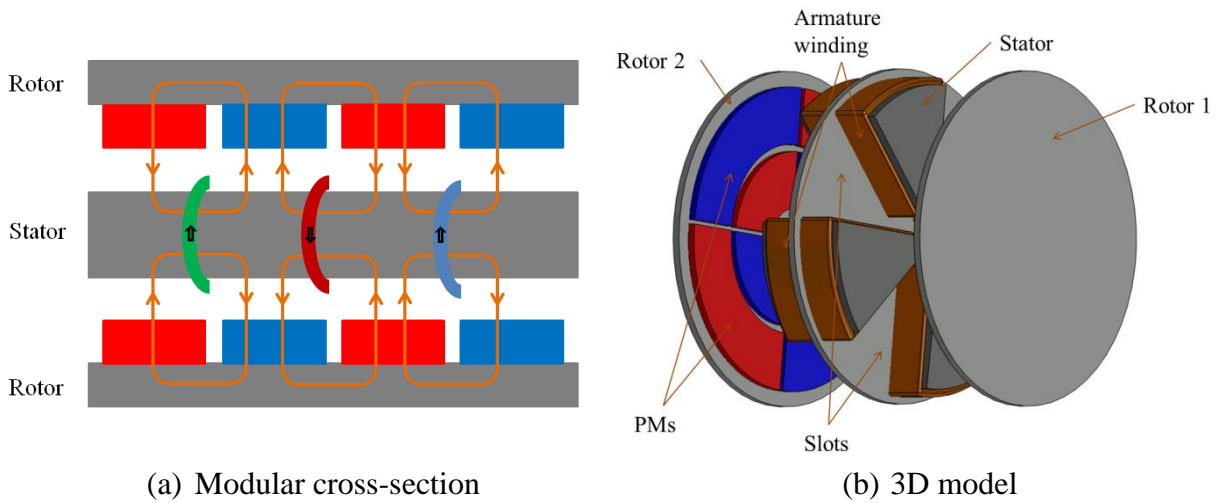 Rotor
Stator
Rotor
(a) Modular cross-section
Armature
winding
Stator
Rotor 2
Rotor 1
PMs
Slots
(b) 3D model